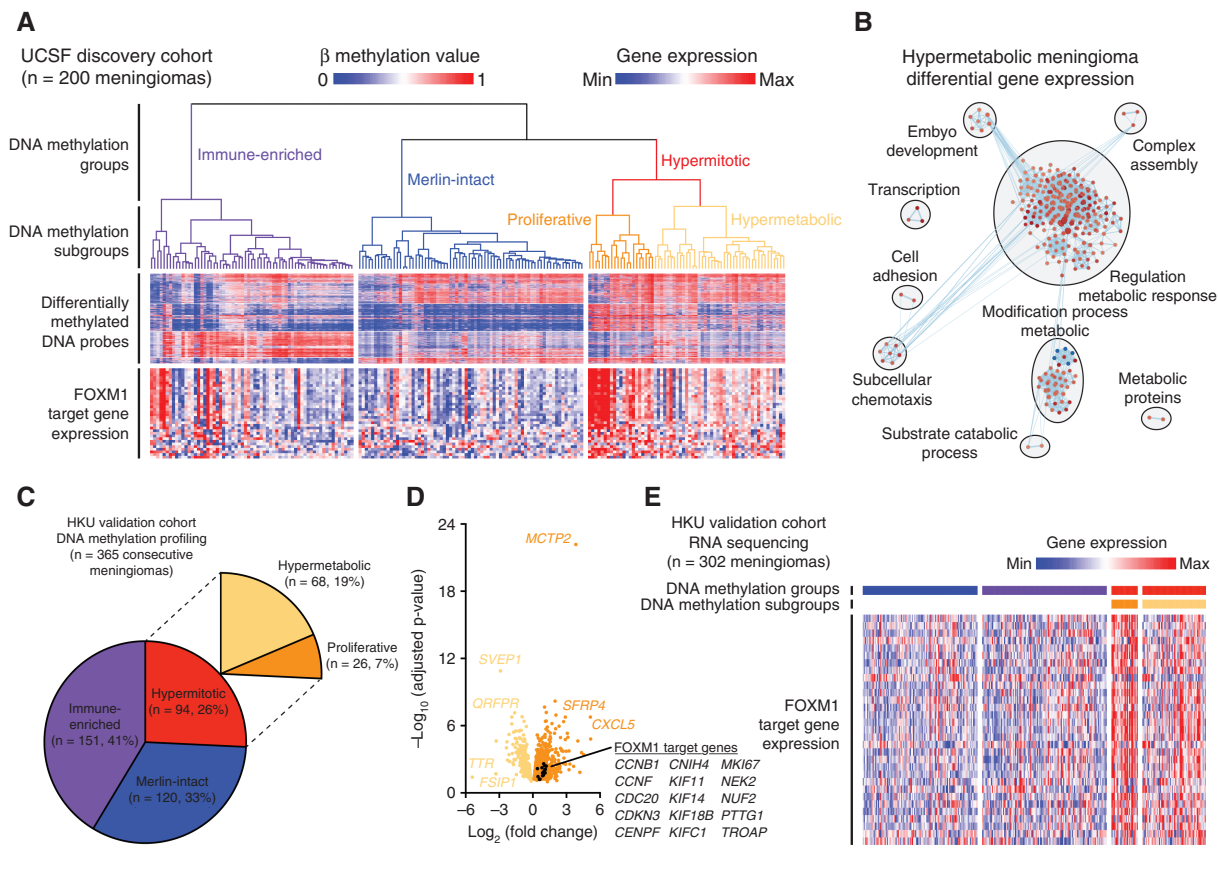 A
UCSF discovery cohort
(n = 200 meningiomas)
β methylation value
0 1
Gene expression
Min Max
DNA methylation
groups
Immune-enriched
Merlin-intact
Hypermitotic
DNA methylation
subgroups
Proliferative
Hypermetabolic
Differentially
methylated
DNA probes
FOXM1
target gene
expression
B
Hypermetabolic meningioma
differential gene expression
Embyo
development
Complex
assembly
Transcription
Cell
adhesion
Regulation
metabolic response
Modification process
metabolic
Subcellular
chemotaxis
Metabolic
proteins
Substrate catabolic
process
C
HKU validation cohort
DNA methylation profiling
(n = 365 consecutive
meningiomas)
Hypermetabolic
(n = 68, 19%)
Proliferative
(n = 26, 7%)
Hypermitotic
(n = 94, 26%)
Immune-
enriched
(n = 151, 41%)
Merlin-intact
(n = 120, 33%)
D
–Log10 (adjusted p-value)
24
18
12
6
0
–6 –3 0 3 6
Log2 (fold change)
MCTP2
SVEP1
QRFPR
SFRP4
CXCL5
TTR
FSIP1
FOXM1 target genes
CCNB1 CNIH4 MKI67
CCNF KIF11 NEK2
CDC20 KIF14 NUF2
CDKN3 KIF18B PTTG1
CENPF KIFC1 TROAP
E
HKU validation cohort
RNA sequencing
(n = 302 meningiomas)
Gene expression
Min Max
DNA methylation groups
DNA methylation subgroups
FOXM1
target gene
expression